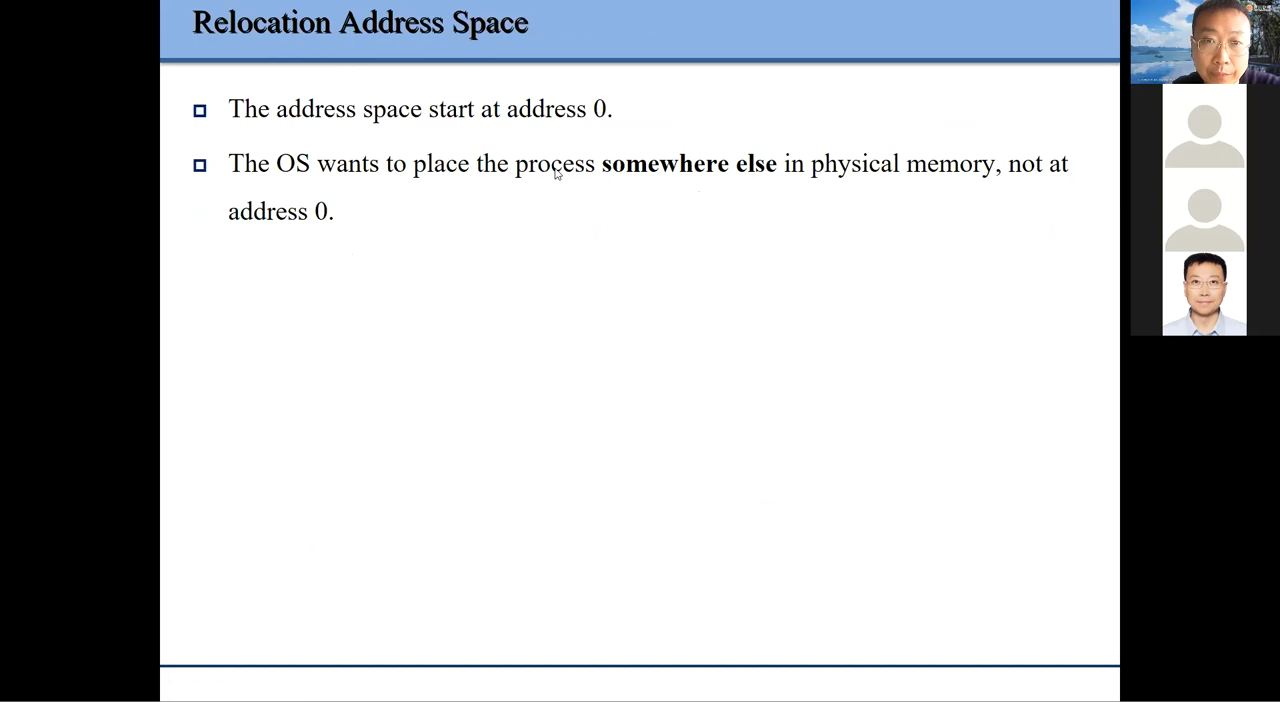 Relocation Address Space
The address space start at address 0.
The OS wants to place the process somewhere else in physical memory, not at
address 0.